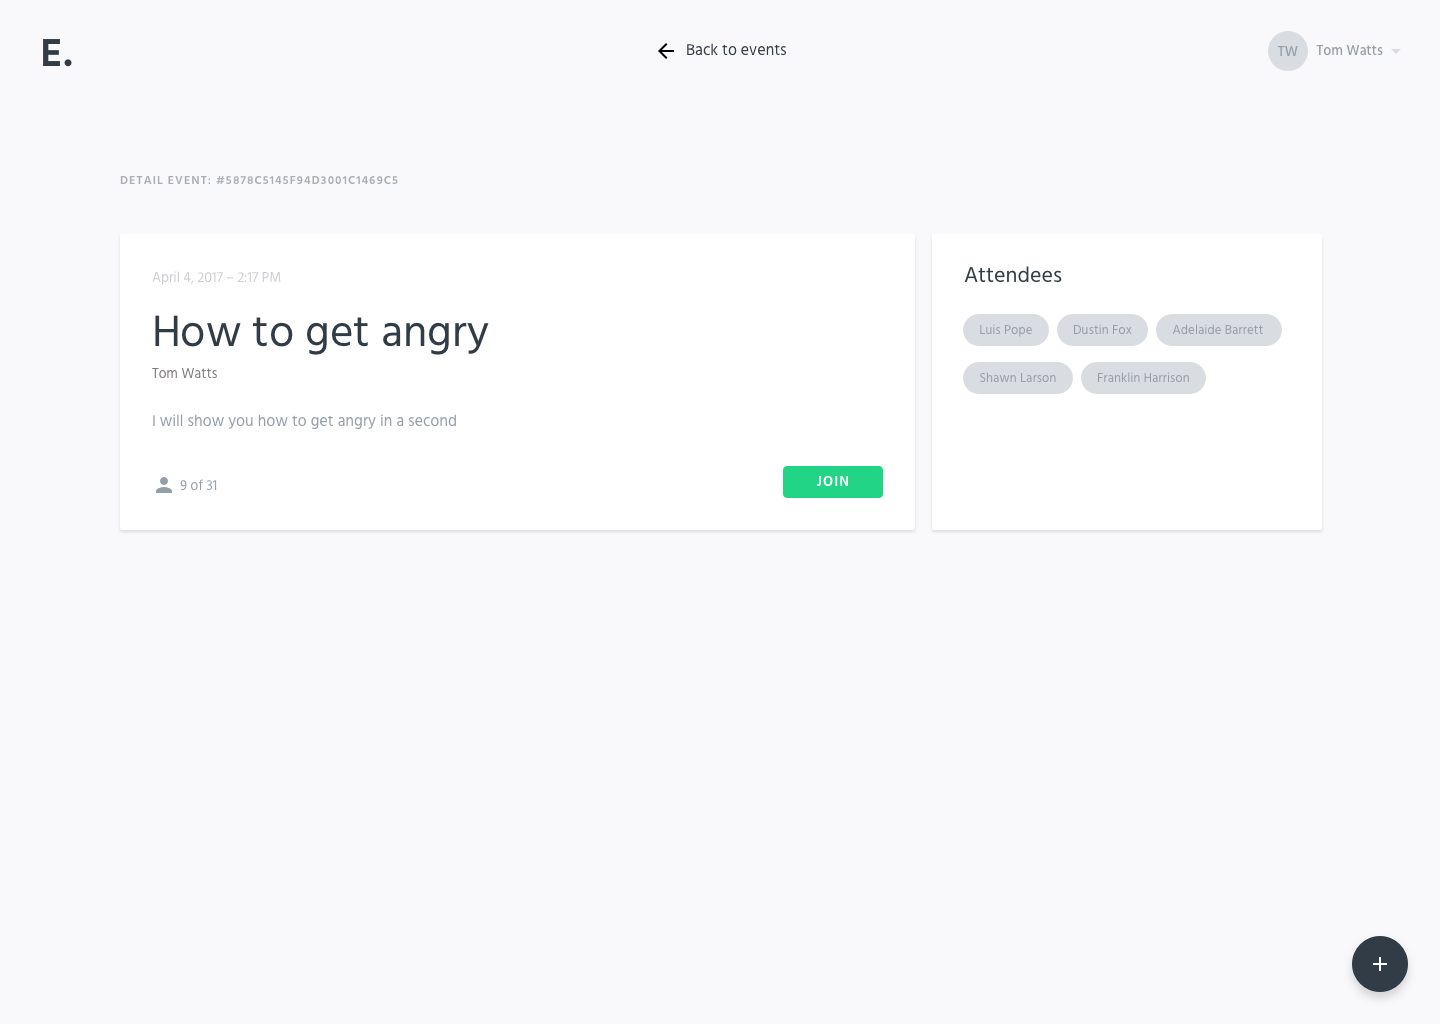 E.
Back to events
TW
Tom Watts
DETAIL EVENT: #5878C5145F94D3001C1469C5
April 4, 2017 – 2:17 PM
How to get angry
Tom Watts
I will show you how to get angry in a second
9 of 31
JOIN
Attendees
Luis Pope
Dustin Fox
Adelaide Barrett
Shawn Larson
Franklin Harrison